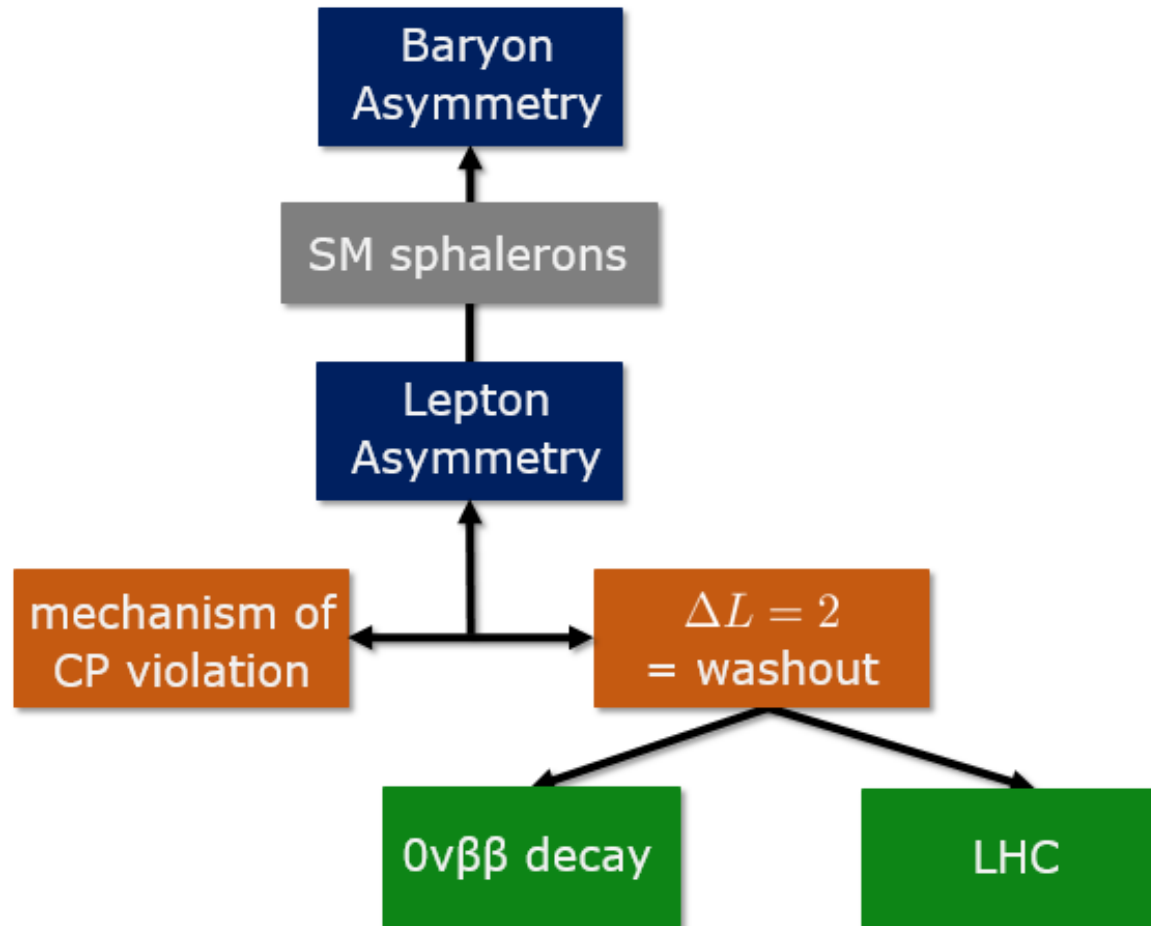 Baryon
Asymmetry
SM sphalerons
Lepton
Asymmetry
mechanism of
CP violation
ΔL = 2
= washout
0νββ decay
LHC